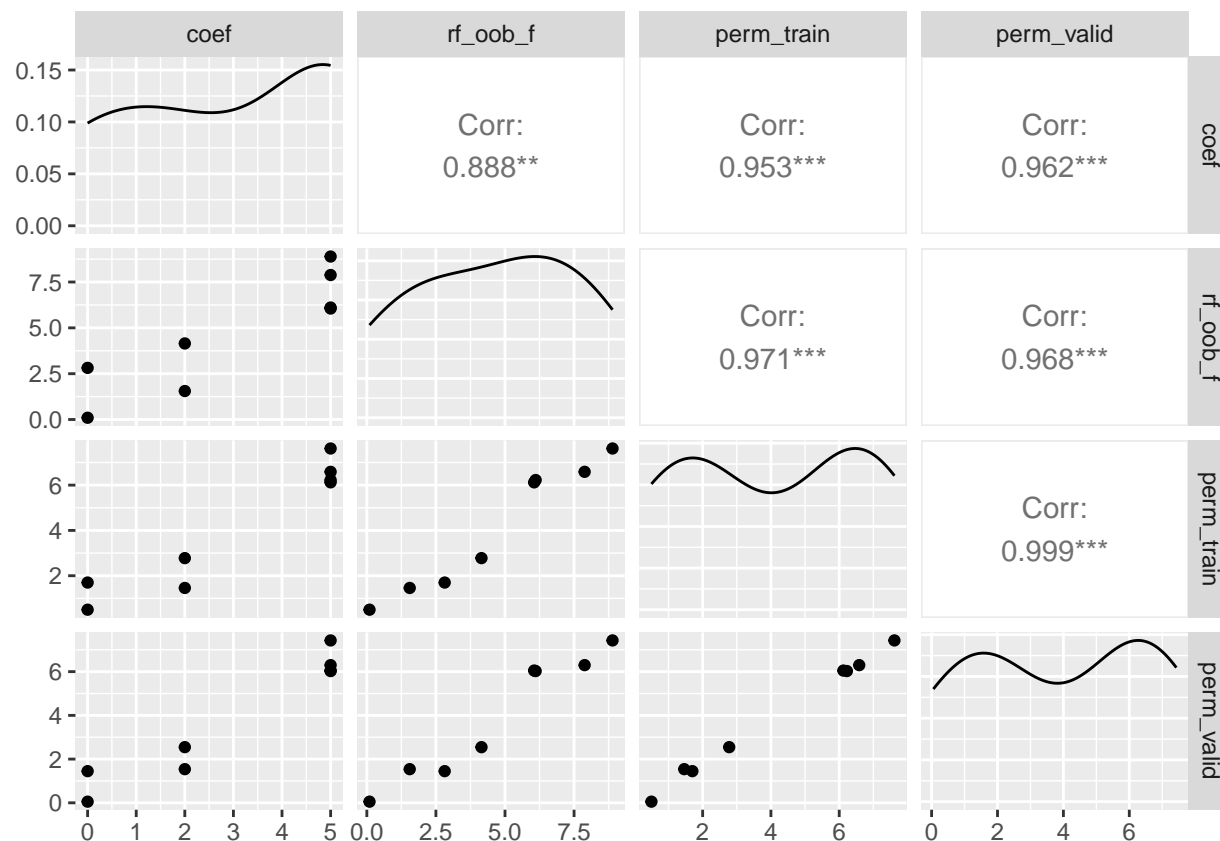 coef rf_oob_f perm_train perm_valid
0.15
0.10
0.05
0.00
Corr:
0.888**
Corr:
0.953***
Corr:
0.962***
coef
7.5
5.0
2.5
0.0
Corr:
0.971***
Corr:
0.968***
rf_oob_f
6
4
2
Corr:
0.999***
perm_train
6
4
2
0
perm_valid
0 1 2 3 4 5 0.0 2.5 5.0 7.5 2 4 6 0 2 4 6